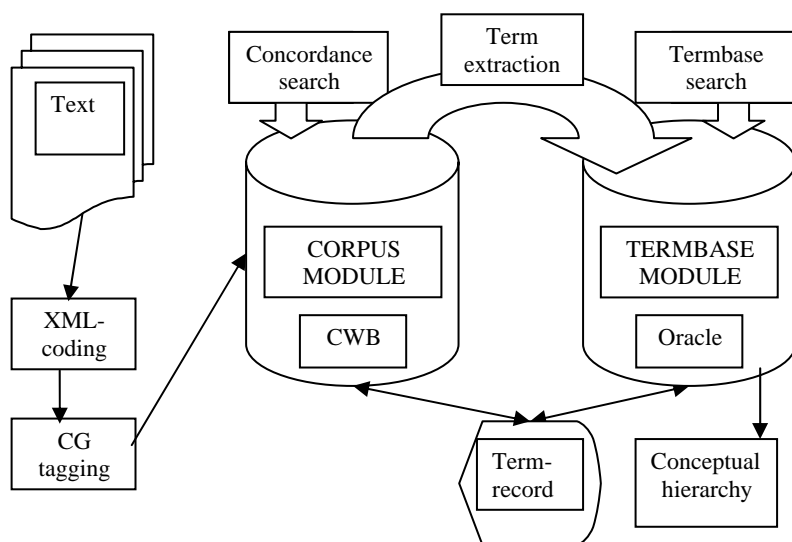 Text
XML-
coding
CG
tagging
Concordance
search
Term
extraction
Termbase
search
CORPUS
MODULE
CWB
TERMBASE
MODULE
Oracle
Term-
record
Conceptual
hierarchy